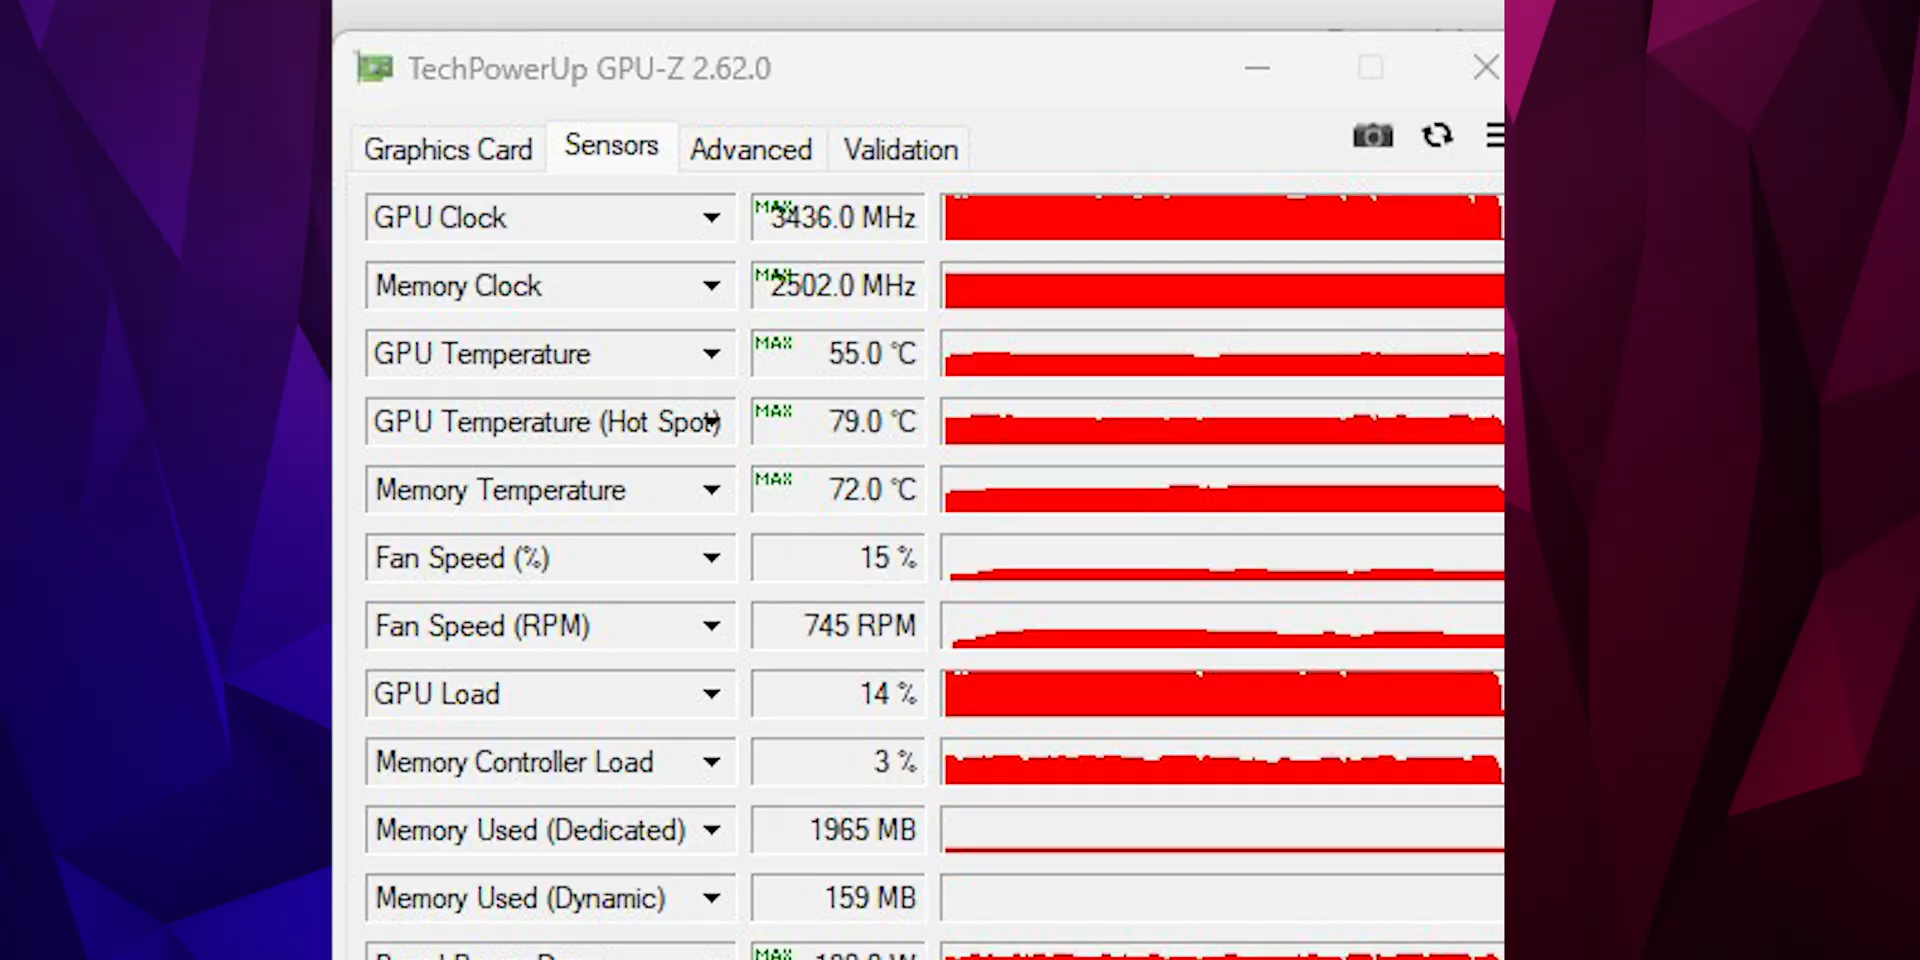 TechPowerUp GPU-Z 2.62.0
Graphics Card Sensors Advanced Validation
GPU Clock MAX 3436.0 MHz
Memory Clock MAX 2502.0 MHz
GPU Temperature MAX 55.0 °C
GPU Temperature (Hot Spot) MAX 79.0 °C
Memory Temperature MAX 72.0 °C
Fan Speed (%) 15 %
Fan Speed (RPM) 745 RPM
GPU Load 14 %
Memory Controller Load 3 %
Memory Used (Dedicated) 1965 MB
Memory Used (Dynamic) 159 MB
MAX